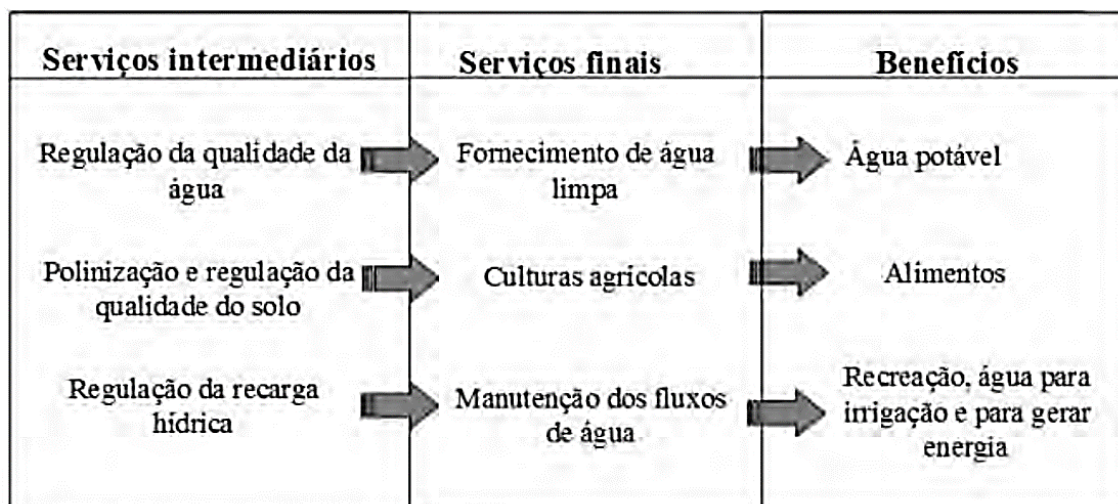 Serviços intermediários
Serviços finais
Benefícios
Regulação da qualidade da
água
Fornecimento de água
limpa
Água potável
Polinização e regulação da
qualidade do solo
Culturas agrícolas
Alimentos
Regulação da recarga
hídrica
Manutenção dos fluxos
de água
Recreação, água para
irrigação e para gerar
energia